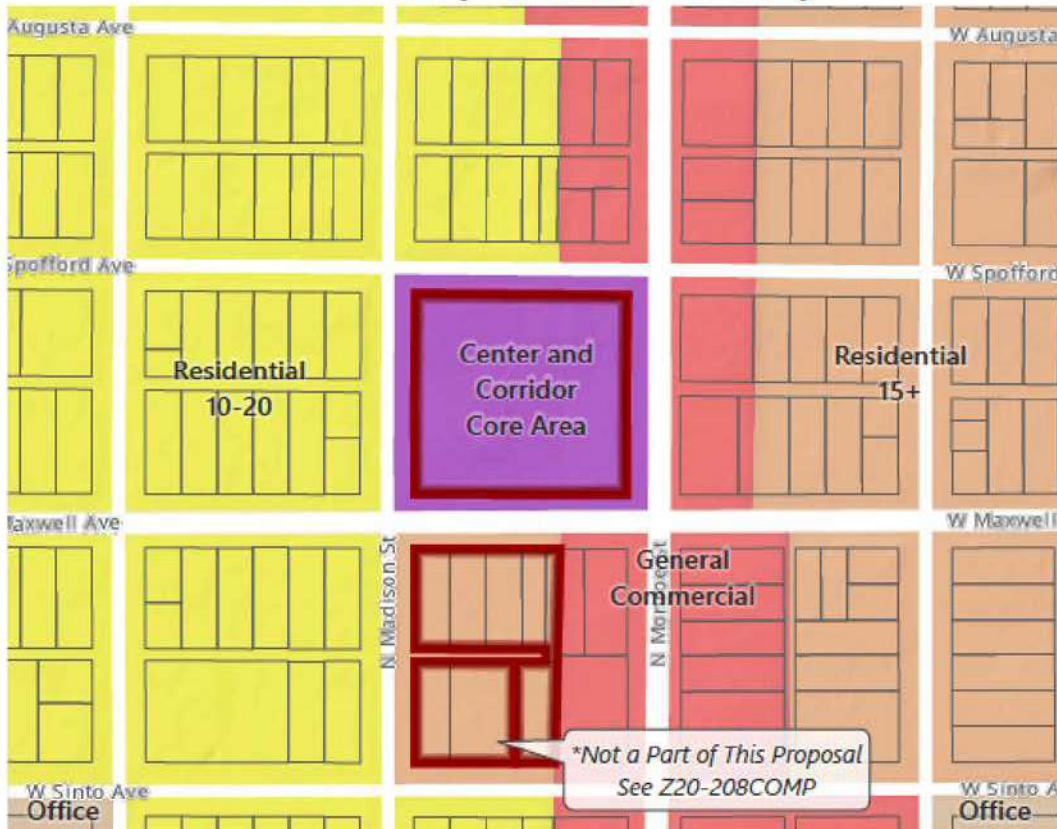 Augusta Ave
W Augusta
Spofford Ave
W Spofford
Residential
10-20
Center and
Corridor
Core Area
Residential
15+
Maxwell Ave
W Maxwell
N Madison St
N Monroe St
General
Commercial
*Not a Part of This Proposal
See Z20-208COMP
W Sinto Ave
W Sinto A
Office
Office